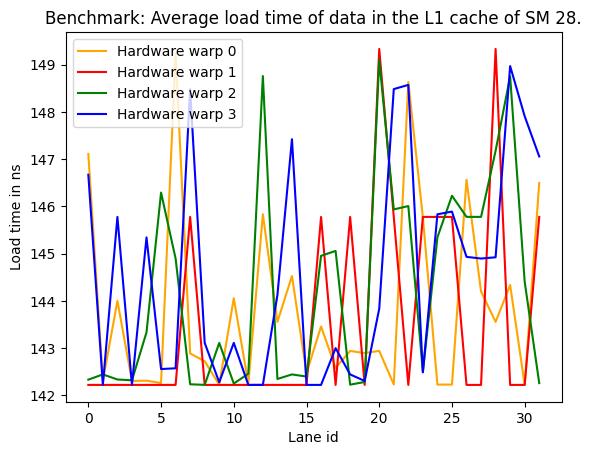 Benchmark: Average load time of data in the L1 cache of SM 28.
Hardware warp 0
Hardware warp 1
Hardware warp 2
Hardware warp 3
Load time in ns
149
148
147
146
145
144
143
142
0 5 10 15 20 25 30
Lane id